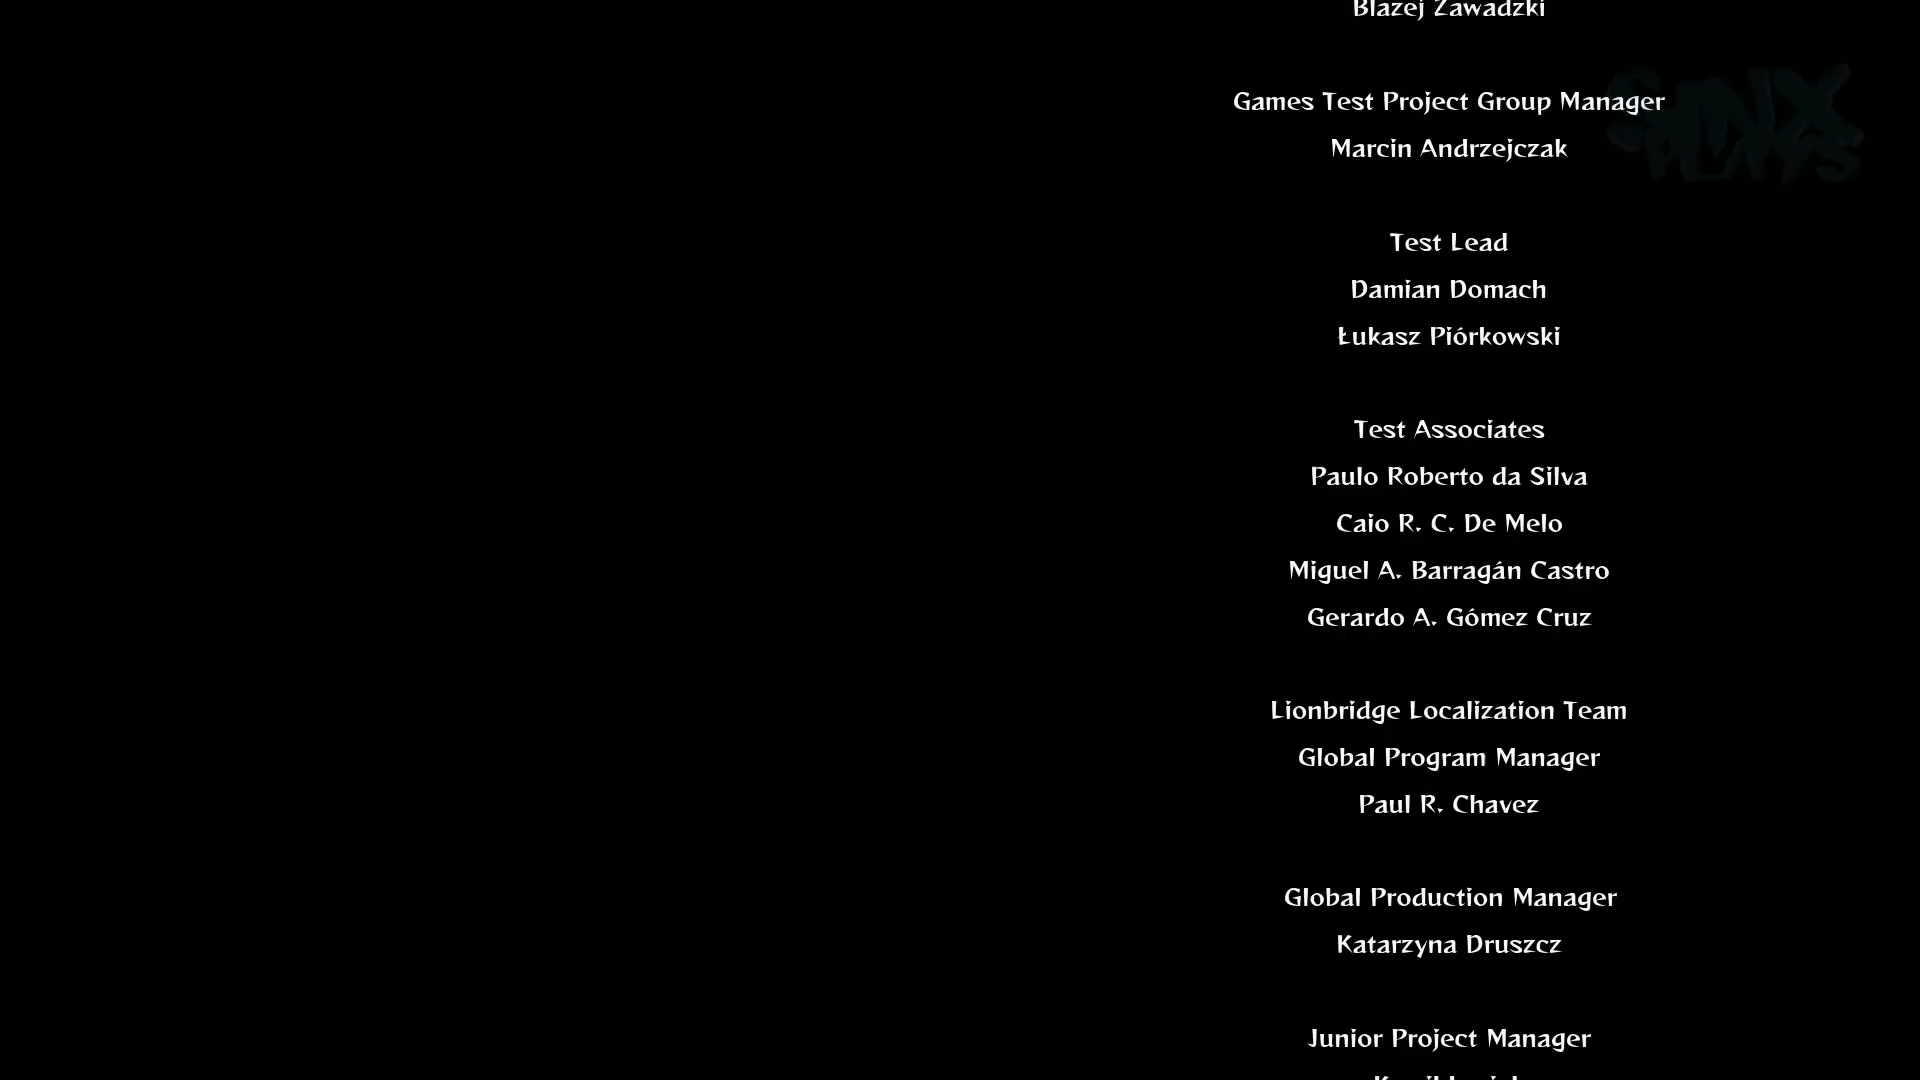 Blazej Zawadzki
Games Test Project Group Manager
Marcin Andrzejczak
Test Lead
Damian Domach
Łukasz Piórkowski
Test Associates
Paulo Roberto da Silva
Caio R. C. De Melo
Miguel A. Barragán Castro
Gerardo A. Gómez Cruz
Lionbridge Localization Team
Global Program Manager
Paul R. Chavez
Global Production Manager
Katarzyna Druszcz
Junior Project Manager